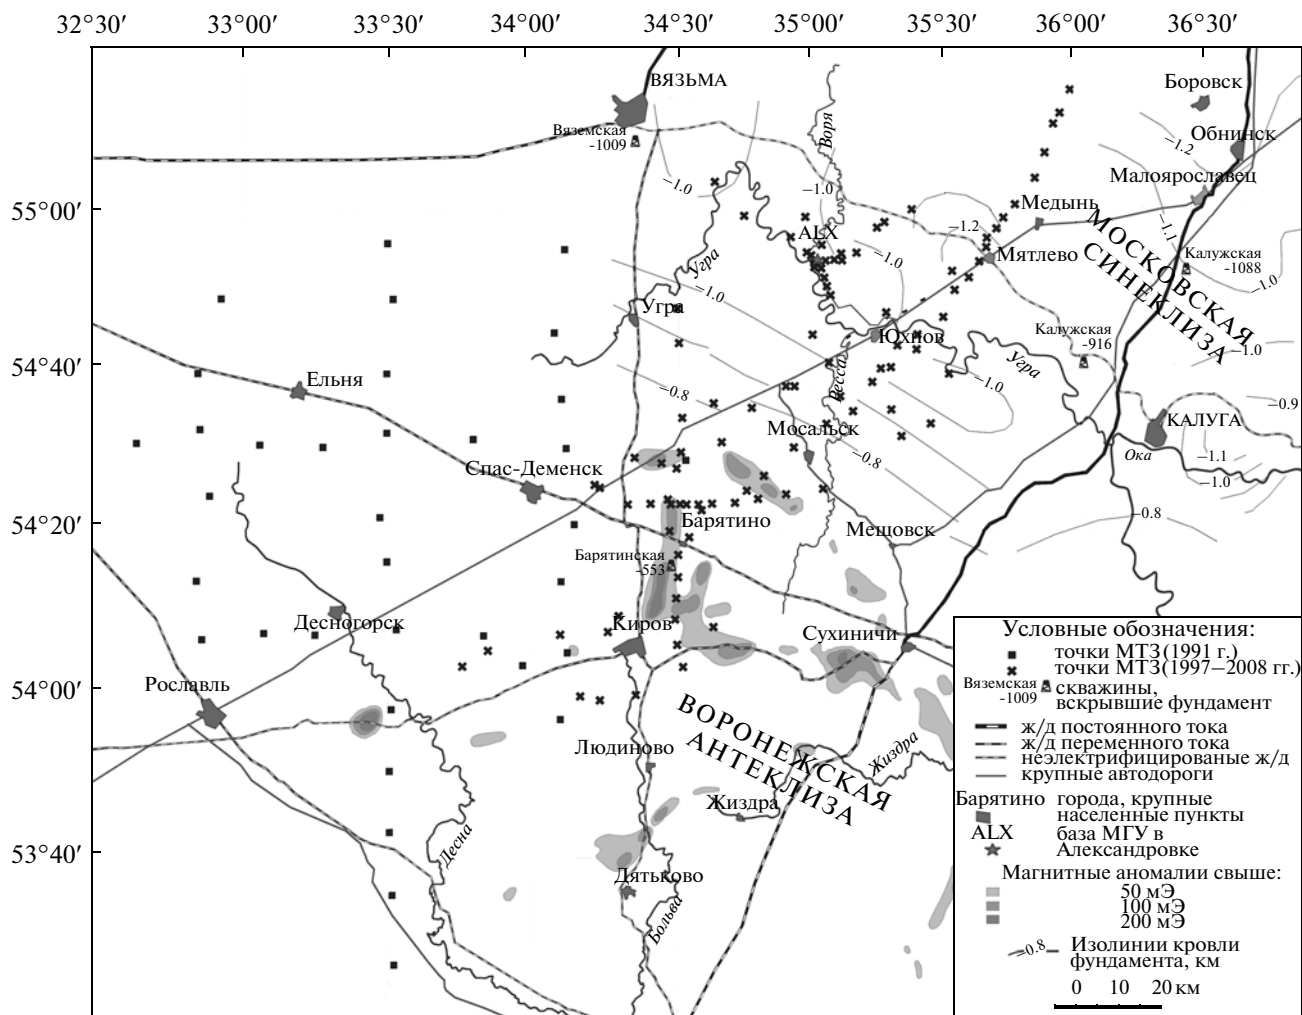 32°50′ 33°00′ 33°50′ 34°00′ 34°50′ 35°00′ 35°50′ 36°00′ 36°50′
55°00′
54°40′
54°20′
54°00′
53°40′
ВЯЗЬМА
Вяземская
-1009
Боровск
Обнинск
Малоярославец
Воря
−1.2
−1.0
−1.0
Медынь
−1.1
ALX
−1.2
МОСКОВСКАЯ
СИНЕКЛИЗА
Мятлево
Калужская
-1088
Угра
−1.0
−1.0
−1.0
Угра
Юхнов
Калужская
-916
−1.0
Ельня
−0.8
Ресса
Угра
−1.0
−0.9
Мосальск
КАЛУГА
Ока
−1.1
−0.8
−1.0
Спас-Деменск
Барятино
−0.8
Мещовск
Барятинская
-553
Десногорск
Киров
Сухиничи
Рославль
ВОРОНЕЖСКАЯ
АНТЕКЛИЗА
Людиново
Жиздра
Жиздра
Десна
Дятьково
Больва
Условные обозначения:
точки МТЗ (1991 г.)
точки МТЗ (1997−2008 гг.)
Вяземская
-1009
скважины,
вскрывшие фундамент
ж/д постоянного тока
ж/д переменного тока
неэлектрифицированые ж/д
крупные автодороги
Барятино города, крупные
населенные пункты
ALX база МГУ в
Александровке
Магнитные аномалии свыше:
50 мЭ
100 мЭ
200 мЭ
−0.8 Изолинии кровли
фундамента, км
0 10 20 км